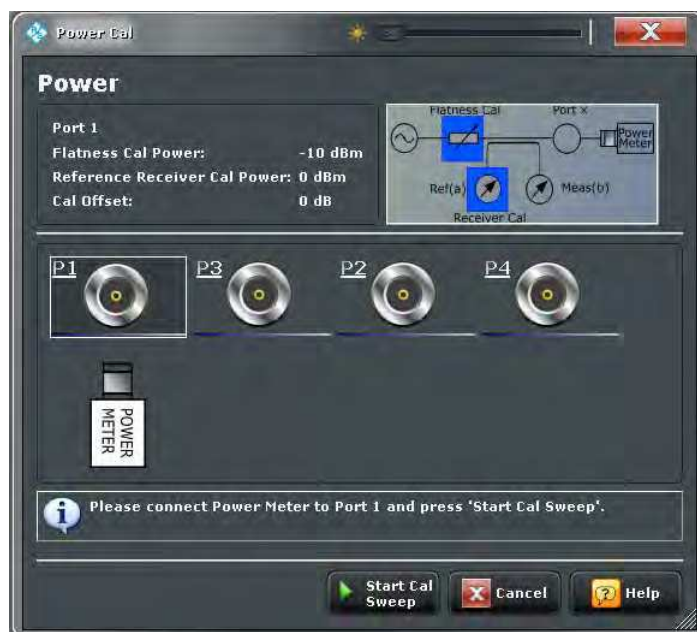 Power Cal
Power
Port 1
Flatness Cal Power: -10 dBm
Reference Receiver Cal Power: 0 dBm
Cal Offset: 0 dB
Flatness Cal
Port x
Power
Meter
Ref(a)
Meas(b)
Receiver Cal
P1 P3 P2 P4
POWER
METER
Please connect Power Meter to Port 1 and press 'Start Cal Sweep'.
Start Cal
Sweep
Cancel
Help